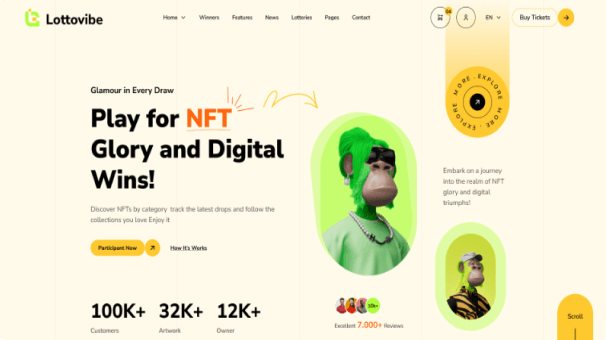 Lottovibe
Home Winners Features News Lotteries Pages Contact
04
EN
Buy Tickets
MORE · EXPLORE · MORE · EXPLORE
Glamour in Every Draw
Play for NFT
Glory and Digital
Wins!
Discover NFTs by category track the latest drops and follow the
collections you love Enjoy it
Participant Now
How It's Works
Embark on a journey
into the realm of NFT
glory and digital
triumphs!
100K+ 32K+ 12K+
Customers Artwork Owner
10k+
Excellent 7.000+ Reviews
Scroll